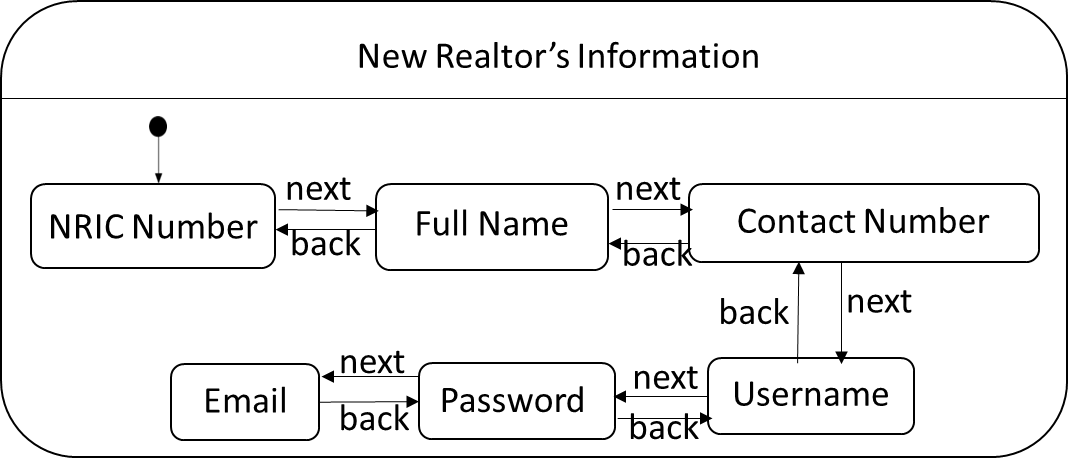 New Realtor's Information
next
next
NRIC Number
Full Name
Contact Number
back
back
back
next
next
next
Email
Password
Username
back
back